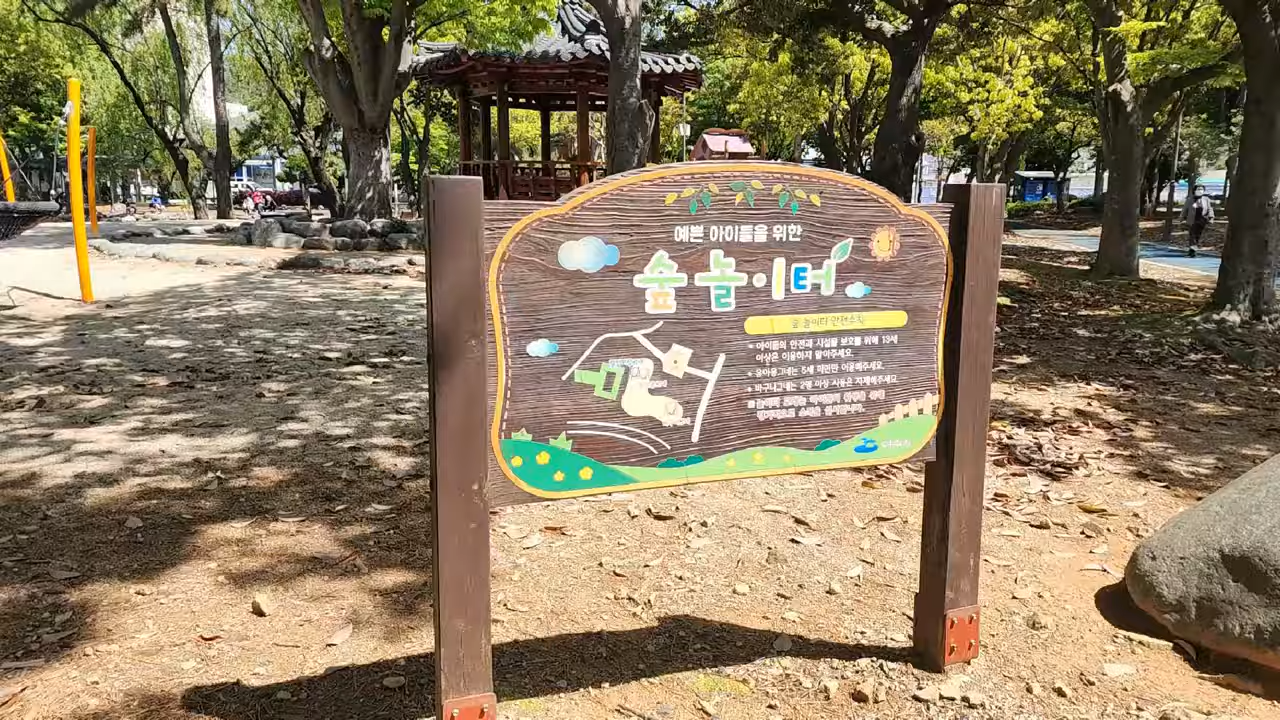 예쁜 아이들을 위한
숲 놀이터
숲 놀이터 안전수칙
* 아이들의 안전과 시설물 보호를 위해 13세
이상은 이용하지 말아주세요.
* 유아용그네는 5세 미만만 이용해주세요.
* 바구니그네는 2명 이상 사용은 자제해주세요.